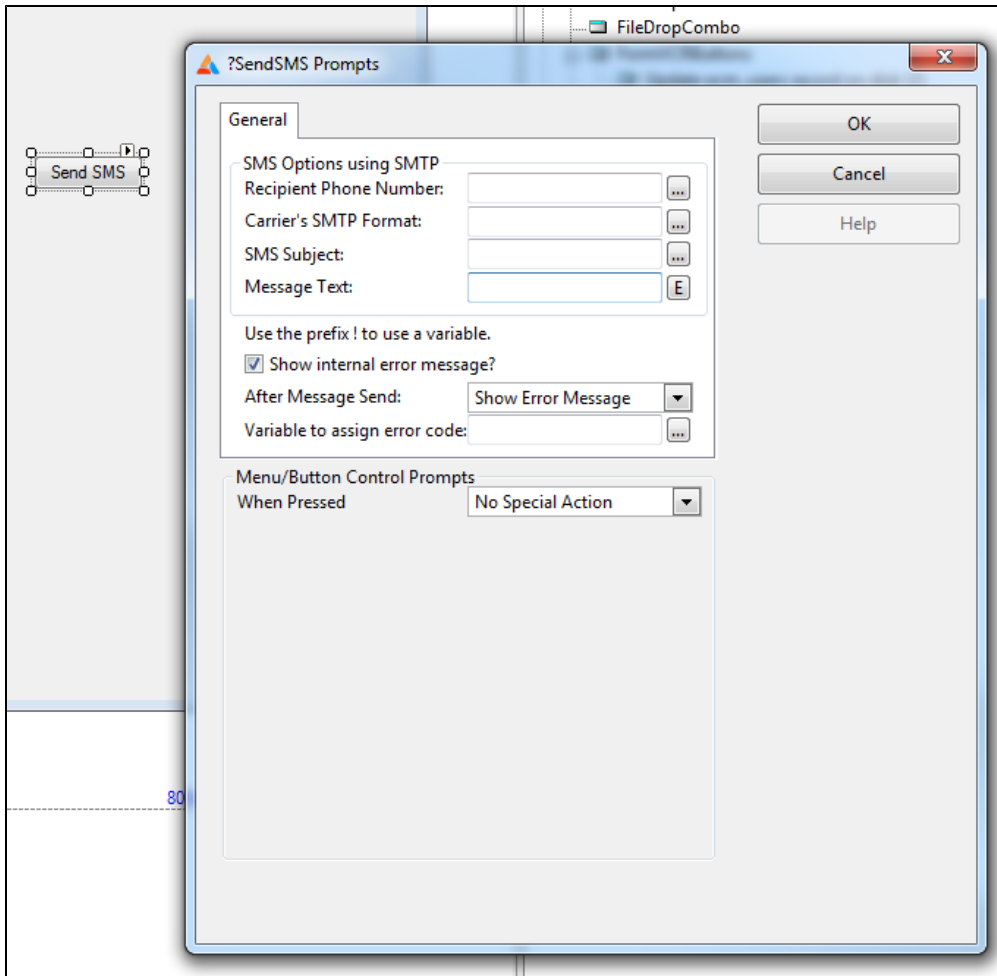 FileDropCombo
?SendSMS Prompts
X
General
OK
Send SMS
SMS Options using SMTP
Recipient Phone Number: ...
Cancel
Carrier's SMTP Format: ...
Help
SMS Subject: ...
Message Text: E
Use the prefix ! to use a variable.
Show internal error message?
After Message Send: Show Error Message
Variable to assign error code: ...
Menu/Button Control Prompts
When Pressed No Special Action
80